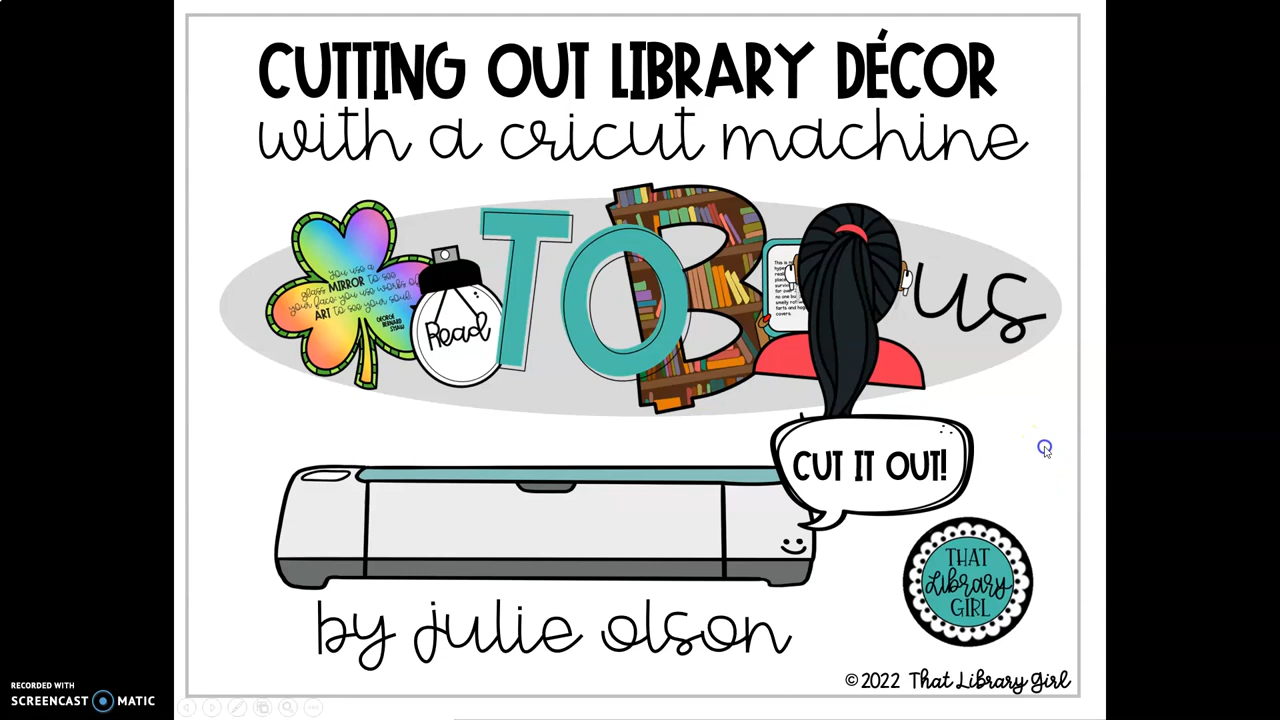 CUTTING OUT LIBRARY DÉCOR
with a cricut machine
you use a
glass MIRROR to see
your face; you use works of
ART to see your soul.
GEORGE
BERNARD
SHAW
Read
TO B us
CUT IT OUT!
by julie olson
THAT
Library
GIRL
©2022 That Library Girl
RECORDED WITH
SCREENCAST MATIC